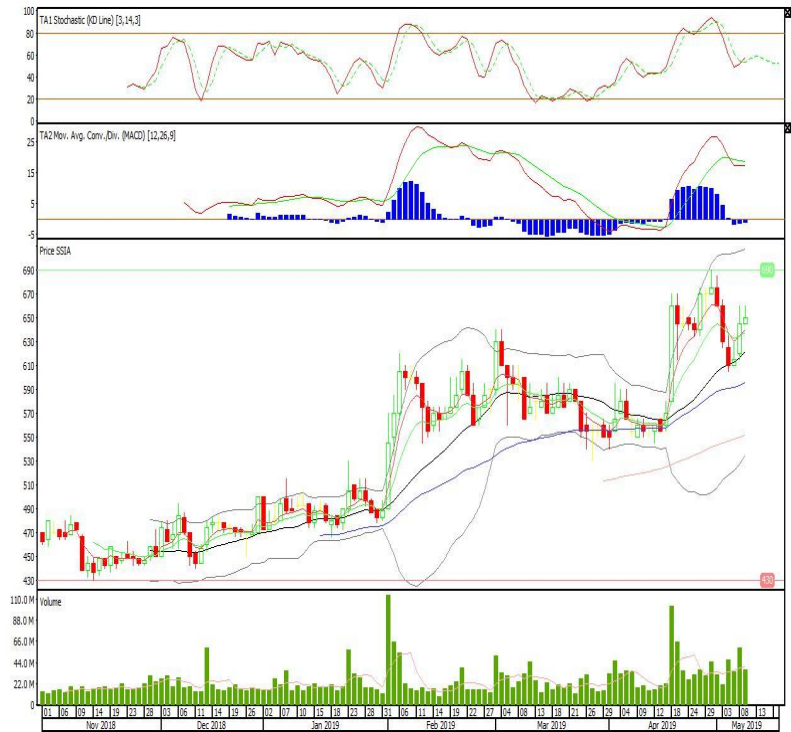 TA1 Stochastic (KD Line) [3,14,3]
100
80
60
40
20
0
TA2 Mov. Avg. Conv./Div. (MACD) [12,26,9]
25
15
5
-5
Price SSIA
690
690
670
650
630
610
590
570
550
530
510
490
470
450
430
430
Volume
110.0 M
88.0 M
66.0 M
44.0 M
22.0 M
0.0 M
01 06 09 14 19 23 28 03 06 11 14 19 26 02 07 10 15 18 23 28 31 06 11 14 19 22 27 04 08 13 18 21 26 29 04 09 12 18 23 26 29 03 08 13
Nov 2018 Dec 2018 Jan 2019 Feb 2019 Mar 2019 Apr 2019 May 2019